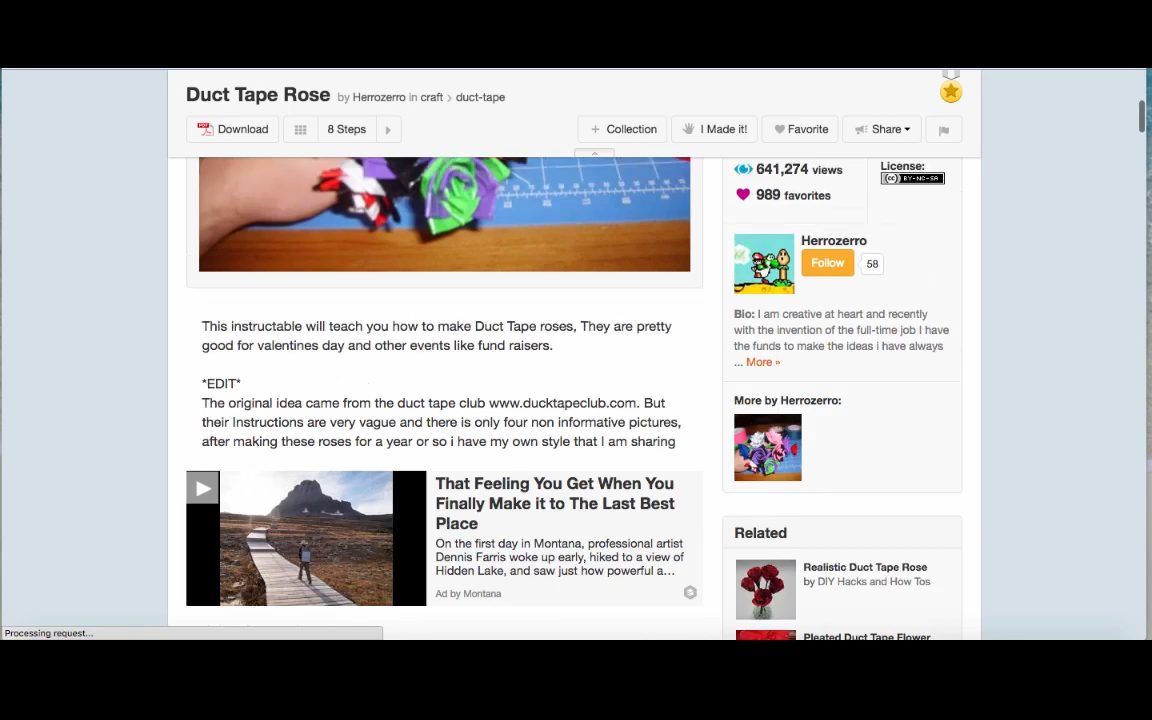 Duct Tape Rose by Herrozerro in craft > duct-tape
Download 8 Steps + Collection I Made it! Favorite Share
641,274 views
License:
BY-NC-SA
989 favorites
Herrozerro
Follow 58
Bio: I am creative at heart and recently
with the invention of the full-time job I have
the funds to make the ideas i have always
... More »
More by Herrozerro:
This instructable will teach you how to make Duct Tape roses, They are pretty
good for valentines day and other events like fund raisers.
*EDIT*
The original idea came from the duct tape club www.ducktapeclub.com. But
their Instructions are very vague and there is only four non informative pictures,
after making these roses for a year or so i have my own style that I am sharing
That Feeling You Get When You
Finally Make it to The Last Best
Place
On the first day in Montana, professional artist
Dennis Farris woke up early, hiked to a view of
Hidden Lake, and saw just how powerful a...
Ad by Montana
Related
Realistic Duct Tape Rose
by DIY Hacks and How Tos
Pleated Duct Tape Flower
Processing request...